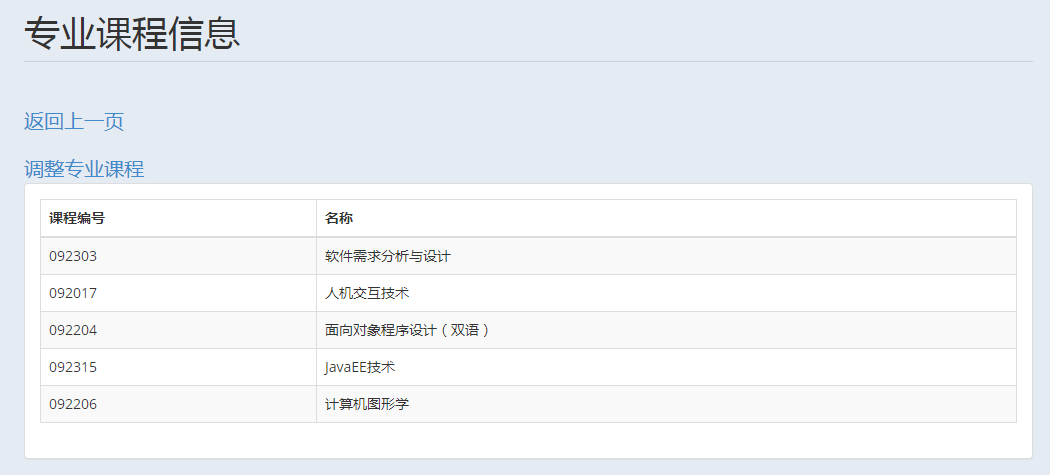 专业课程信息
返回上一页
调整专业课程
课程编号 名称
092303 软件需求分析与设计
092017 人机交互技术
092204 面向对象程序设计（双语）
092315 JavaEE技术
092206 计算机图形学